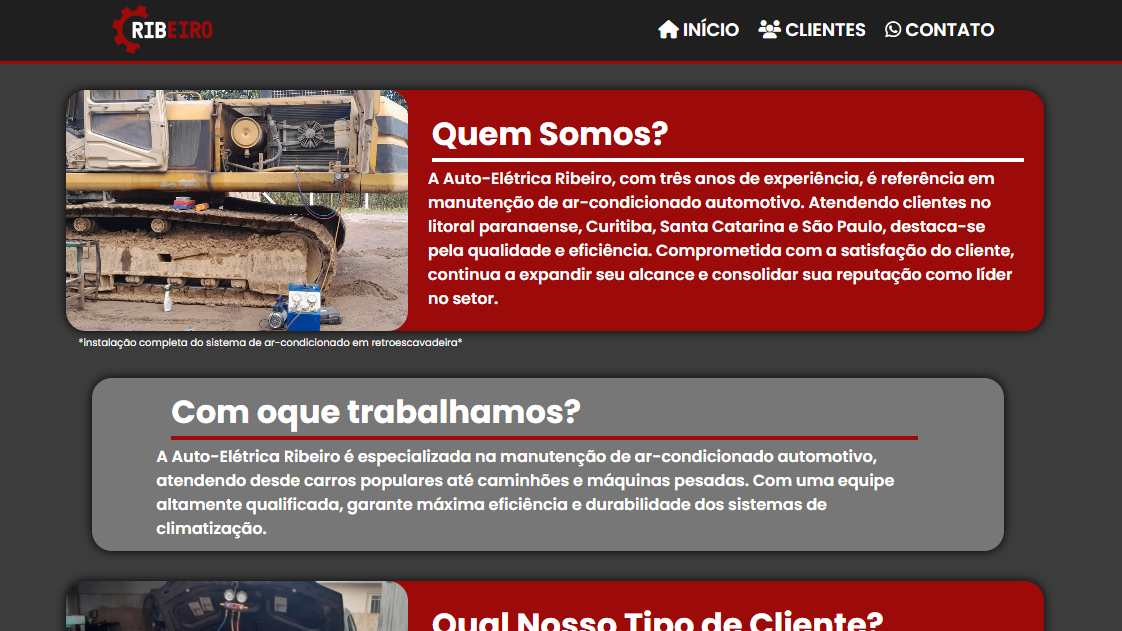 RIBEIRO
INÍCIO CLIENTES CONTATO
Quem Somos?
A Auto-Elétrica Ribeiro, com três anos de experiência, é referência em
manutenção de ar-condicionado automotivo. Atendendo clientes no
litoral paranaense, Curitiba, Santa Catarina e São Paulo, destaca-se
pela qualidade e eficiência. Comprometida com a satisfação do cliente,
continua a expandir seu alcance e consolidar sua reputação como líder
no setor.
*instalação completa do sistema de ar-condicionado em retroescavadeira*
Com oque trabalhamos?
A Auto-Elétrica Ribeiro é especializada na manutenção de ar-condicionado automotivo,
atendendo desde carros populares até caminhões e máquinas pesadas. Com uma equipe
altamente qualificada, garante máxima eficiência e durabilidade dos sistemas de
climatização.
Qual Nosso Tipo de Cliente?